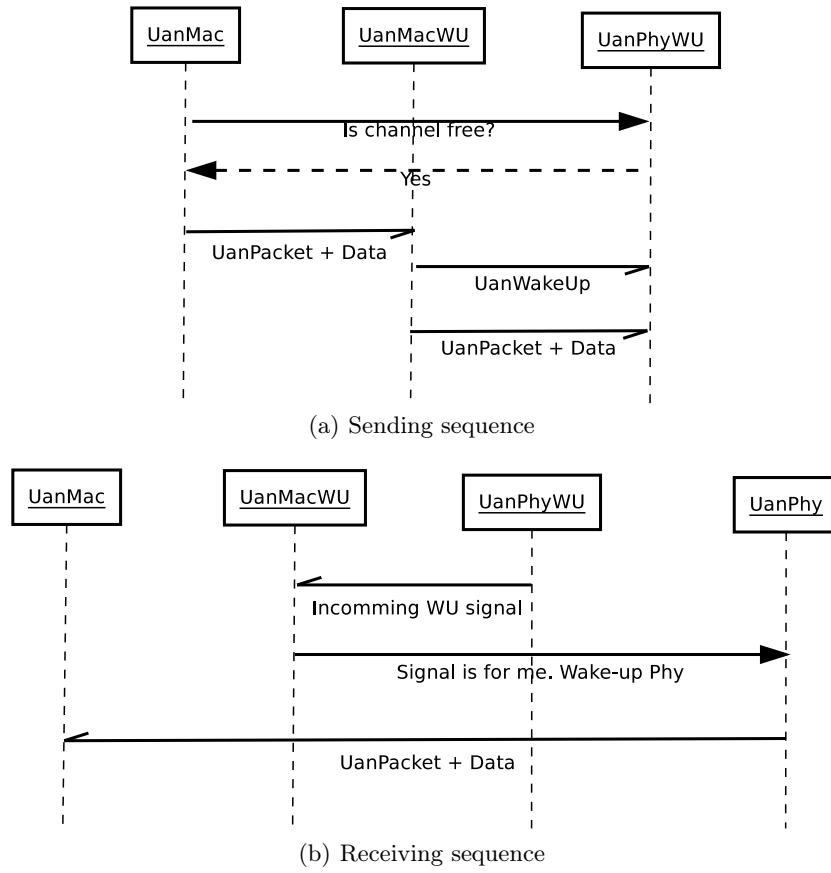 UanMac
UanMacWU
UanPhyWU
Is channel free?
Yes
UanPacket + Data
UanWakeUp
UanPacket + Data
(a) Sending sequence
UanMac
UanMacWU
UanPhyWU
UanPhy
Incomming WU signal
Signal is for me. Wake-up Phy
UanPacket + Data
(b) Receiving sequence